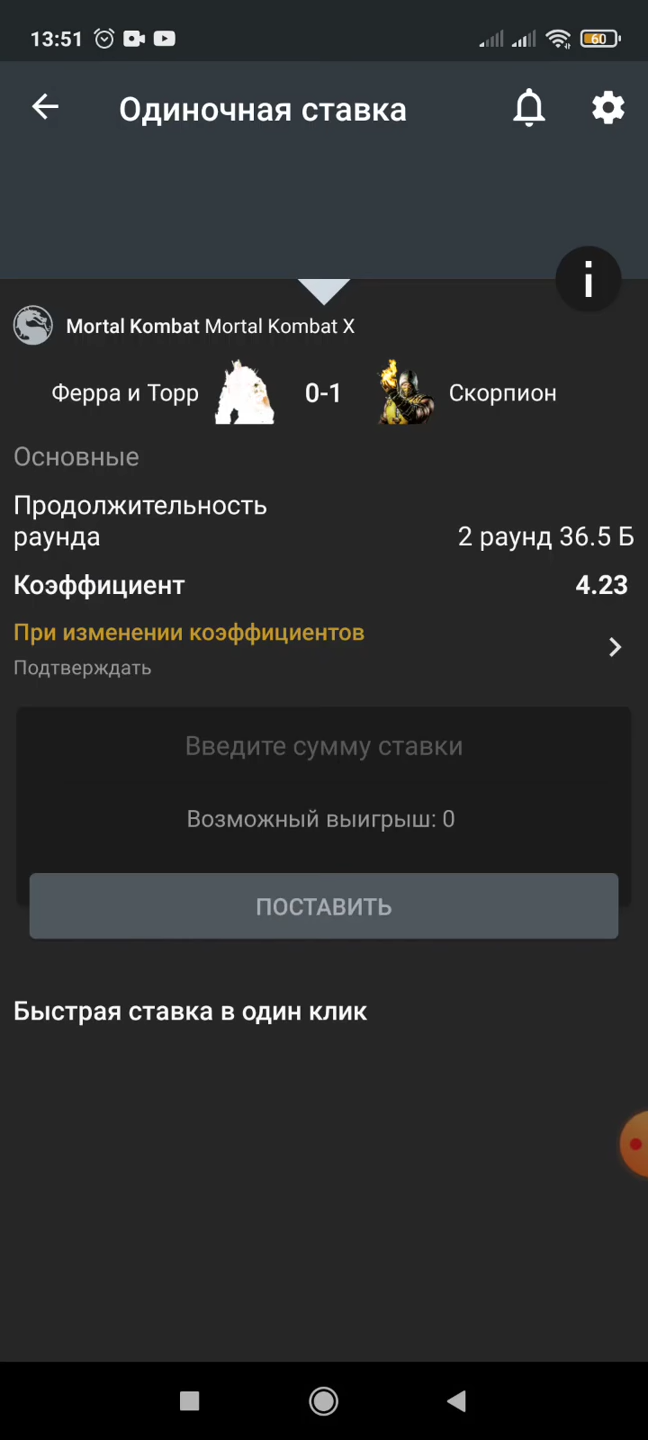 13:51
60
Одиночная ставка
Mortal Kombat Mortal Kombat X
Ферра и Торр 0-1 Скорпион
Основные
Продолжительность
раунда 2 раунд 36.5 Б
Коэффициент 4.23
При изменении коэффициентов
Подтверждать
Введите сумму ставки
Возможный выигрыш: 0
ПОСТАВИТЬ
Быстрая ставка в один клик